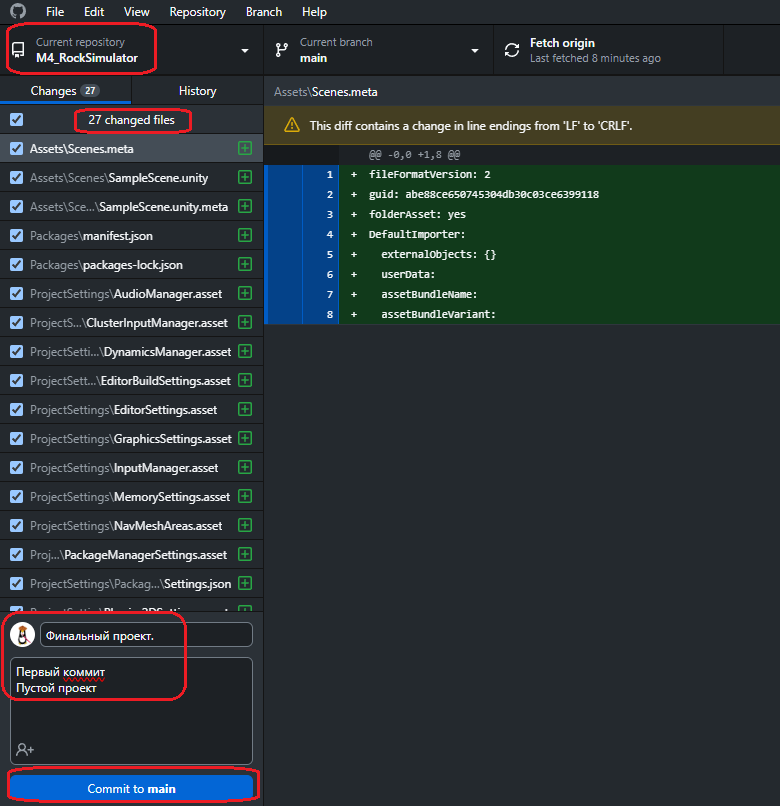 File Edit View Repository Branch Help
Current repository
M4_RockSimulator
Current branch
main
Fetch origin
Last fetched 8 minutes ago
Changes 27 History
27 changed files
Assets\Scenes.meta
Assets\Scenes\SampleScene.unity
Assets\Sce...\SampleScene.unity.meta
Packages\manifest.json
Packages\packages-lock.json
ProjectSettings\AudioManager.asset
ProjectS...\ClusterInputManager.asset
ProjectSetti...\DynamicsManager.asset
ProjectSett...\EditorBuildSettings.asset
ProjectSettings\EditorSettings.asset
ProjectSettings\GraphicsSettings.asset
ProjectSettings\InputManager.asset
ProjectSettings\MemorySettings.asset
ProjectSettings\NavMeshAreas.asset
Proj...\PackageManagerSettings.asset
ProjectSettings\Packag...\Settings.json
Финальный проект.
Первый коммит
Пустой проект
Commit to main
Assets\Scenes.meta
This diff contains a change in line endings from 'LF' to 'CRLF'.
@@ -0,0 +1,8 @@
1 + fileFormatVersion: 2
2 + guid: abe88ce650745304db30c03ce6399118
3 + folderAsset: yes
4 + DefaultImporter:
5 + externalObjects: {}
6 + userData:
7 + assetBundleName:
8 + assetBundleVariant: